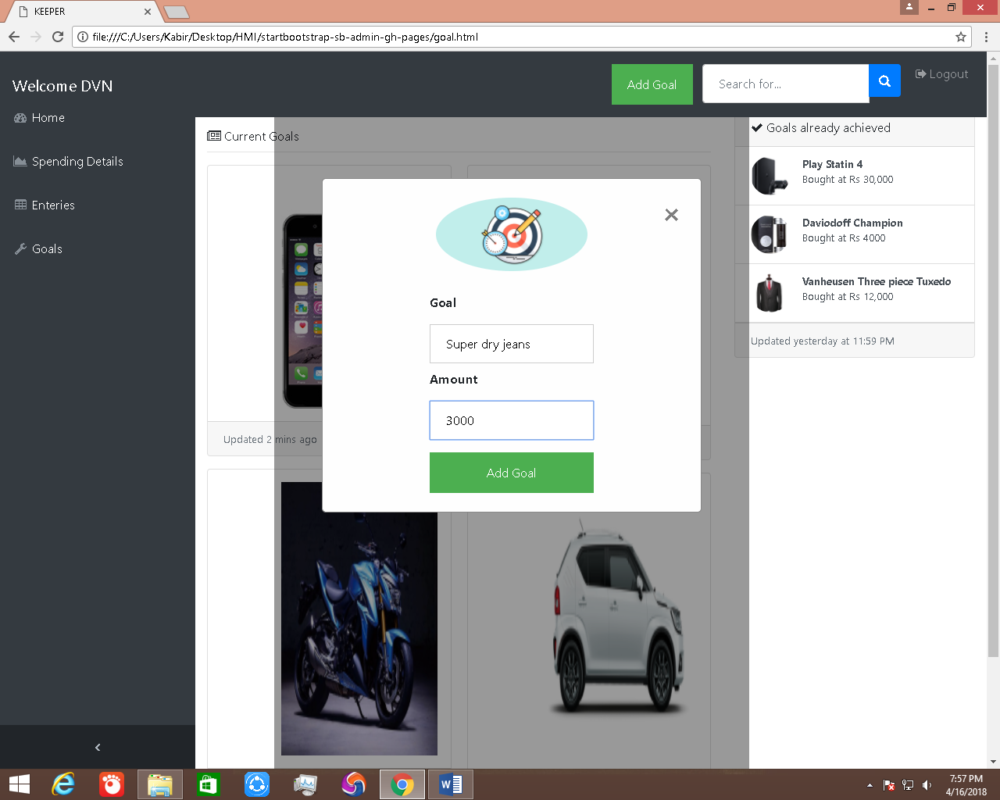 KEEPER
file:///C:/Users/Kabir/Desktop/HMI/startbootstrap-sb-admin-gh-pages/goal.html
Welcome DVN
Add Goal
Search for...
Logout
Home
Spending Details
Enteries
Goals
Current Goals
Updated 2 mins ago
Goal
Super dry jeans
Amount
3000
Add Goal
Goals already achieved
Play Statin 4
Bought at Rs 30,000
Daviodoff Champion
Bought at Rs 4000
Vanheusen Three piece Tuxedo
Bought at Rs 12,000
Updated yesterday at 11:59 PM
7:57 PM
4/16/2018